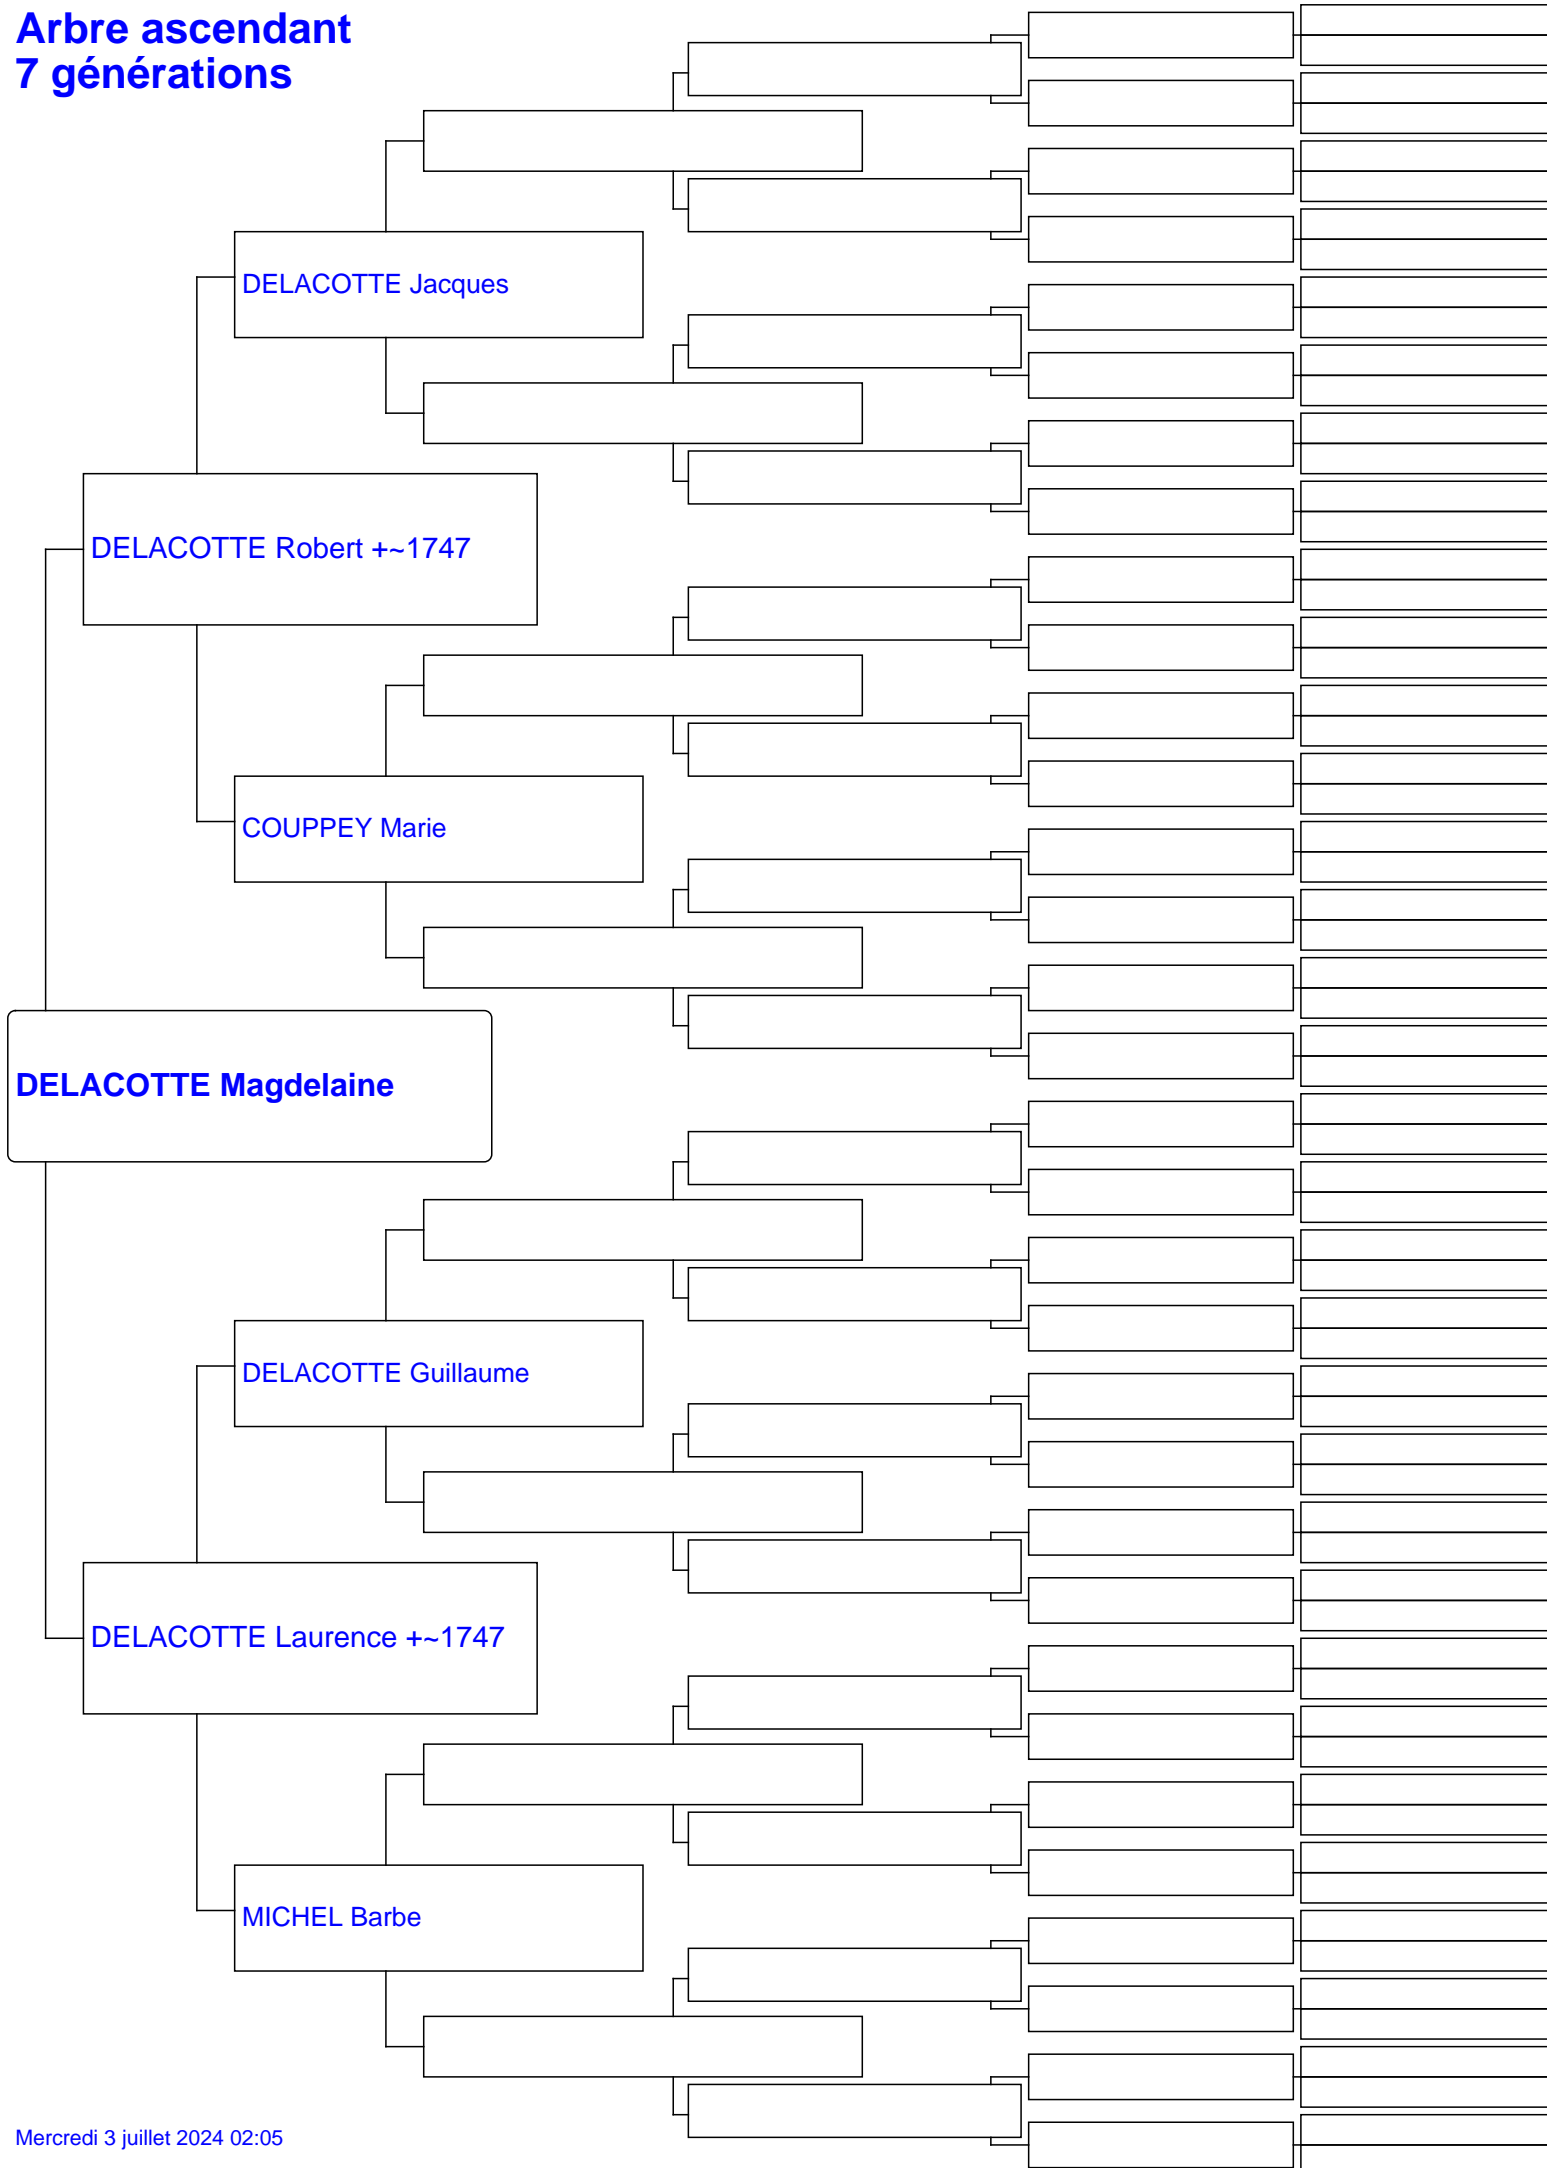 Arbre ascendant
7 générations
DELACOTTE Jacques
DELACOTTE Robert +~1747
COUPPEY Marie
DELACOTTE Magdelaine
DELACOTTE Guillaume
DELACOTTE Laurence +~1747
MICHEL Barbe
Mercredi 3 juillet 2024 02:05